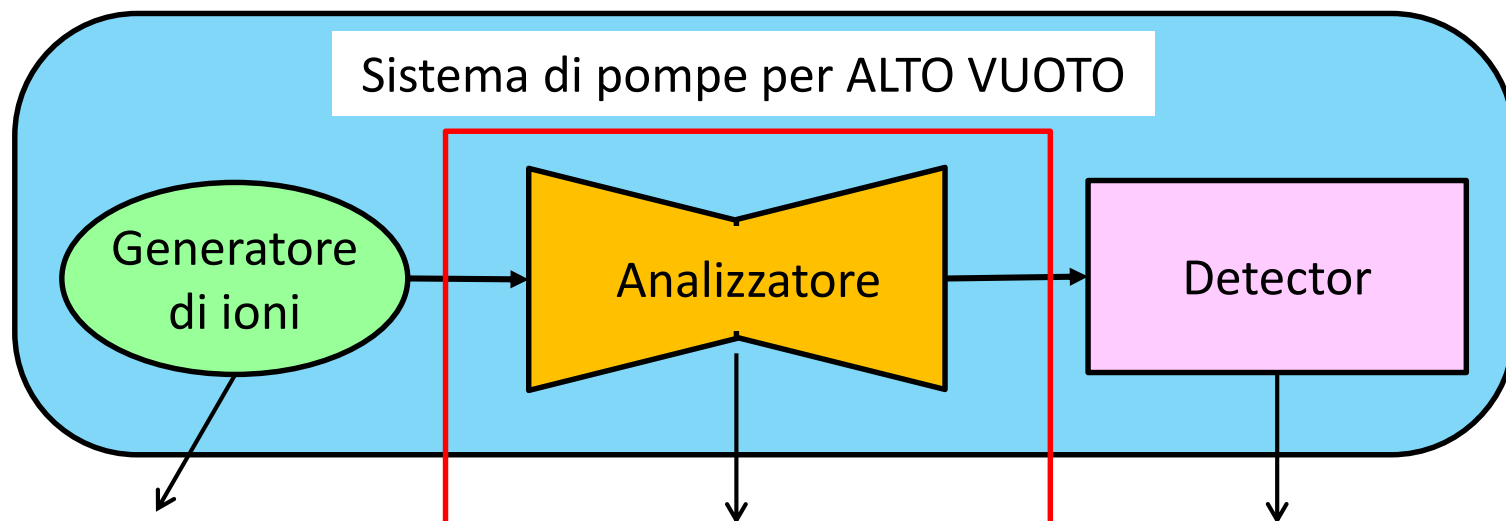 Sistema di pompe per ALTO VUOTO
Generatore
di ioni
Analizzatore
Detector